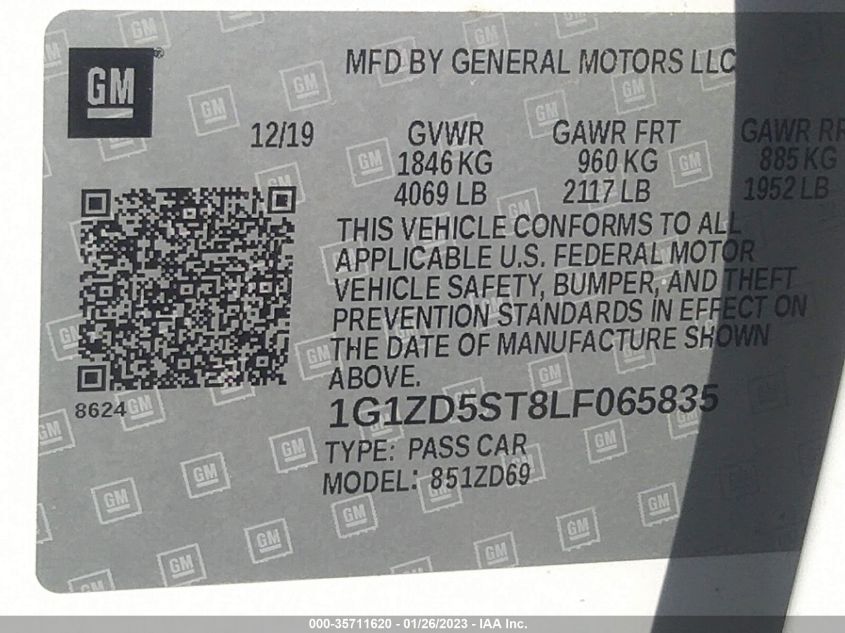 GM
MFD BY GENERAL MOTORS LLC
12/19 GVWR GAWR FRT GAWR RR
1846 KG 960 KG 885 KG
4069 LB 2117 LB 1952 LB
THIS VEHICLE CONFORMS TO ALL
APPLICABLE U.S. FEDERAL MOTOR
VEHICLE SAFETY, BUMPER, AND THEFT
PREVENTION STANDARDS IN EFFECT ON
THE DATE OF MANUFACTURE SHOWN
ABOVE.
8624
1G1ZD5ST8LF065835
TYPE: PASS CAR
MODEL: 851ZD69
000-35711620 - 01/26/2023 - IAA Inc.